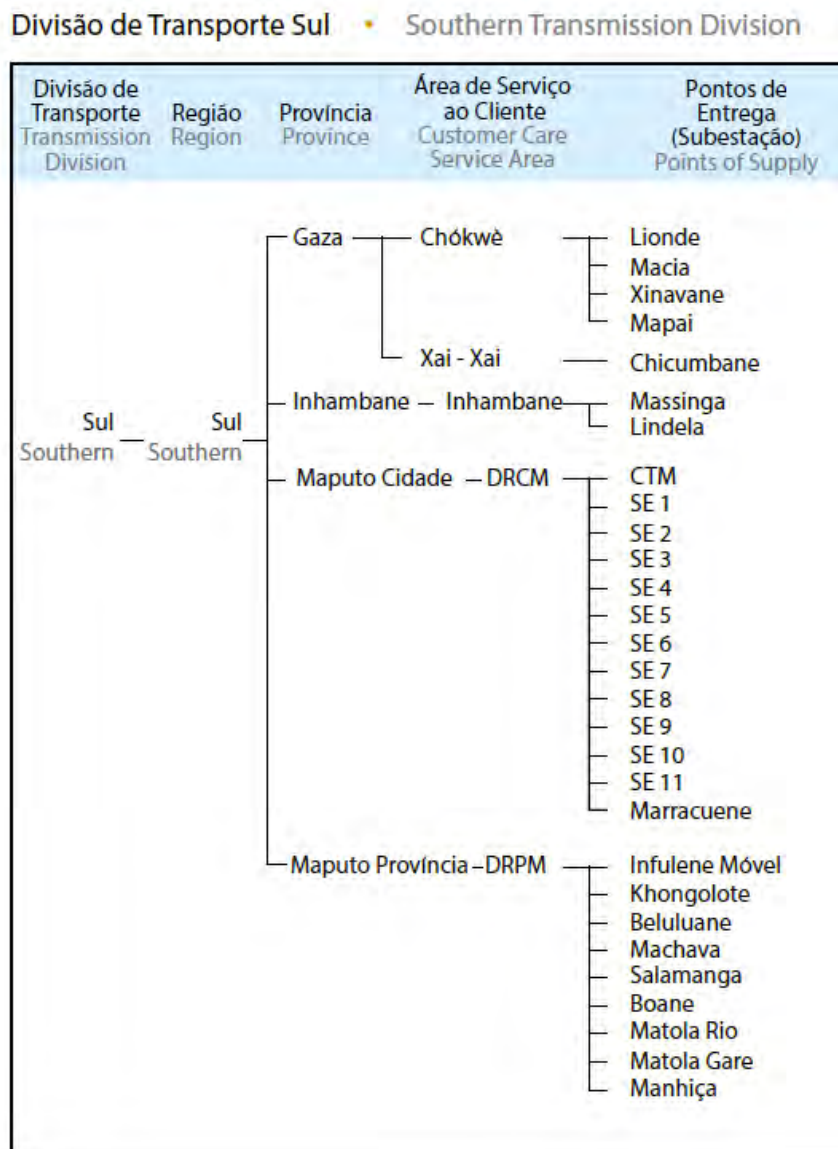 Divisão de Transporte Sul • Southern Transmission Division
Divisão de
Transporte
Transmission
Division
Região
Region
Província
Province
Área de Serviço
ao Cliente
Customer Care
Service Area
Pontos de
Entrega
(Subestação)
Points of Supply
Sul
Southern
Sul
Southern
Gaza
Chókwè
Lionde
Macia
Xinavane
Mapai
Xai - Xai
Chicumbane
Inhambane
Inhambane
Massinga
Lindela
Maputo Cidade
DRCM
CTM
SE 1
SE 2
SE 3
SE 4
SE 5
SE 6
SE 7
SE 8
SE 9
SE 10
SE 11
Marracuene
Maputo Província
DRPM
Infulene Móvel
Khongolote
Beluluane
Machava
Salamanga
Boane
Matola Rio
Matola Gare
Manhiça